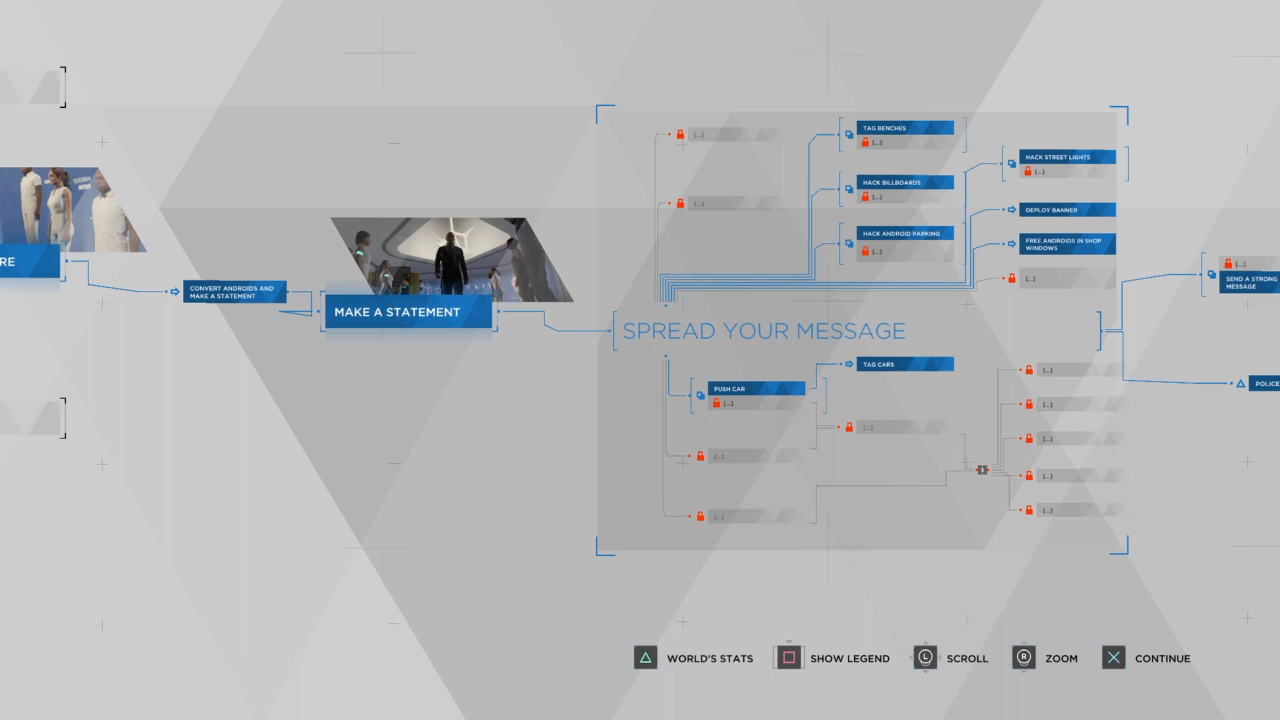 RE
CONVERT ANDROIDS AND
MAKE A STATEMENT
MAKE A STATEMENT
[...]
[...]
TAG BENCHES
[...]
HACK BILLBOARDS
[...]
HACK ANDROID PARKING
[...]
HACK STREET LIGHTS
[...]
DEPLOY BANNER
FREE ANDROIDS IN SHOP
WINDOWS
[...]
SPREAD YOUR MESSAGE
PUSH CAR
[...]
TAG CARS
[...]
[...]
[...]
[...]
[...]
[...]
[...]
[...]
[...]
SEND A STRONG
MESSAGE
POLICE
WORLD'S STATS
SHOW LEGEND
L
SCROLL
R
ZOOM
CONTINUE